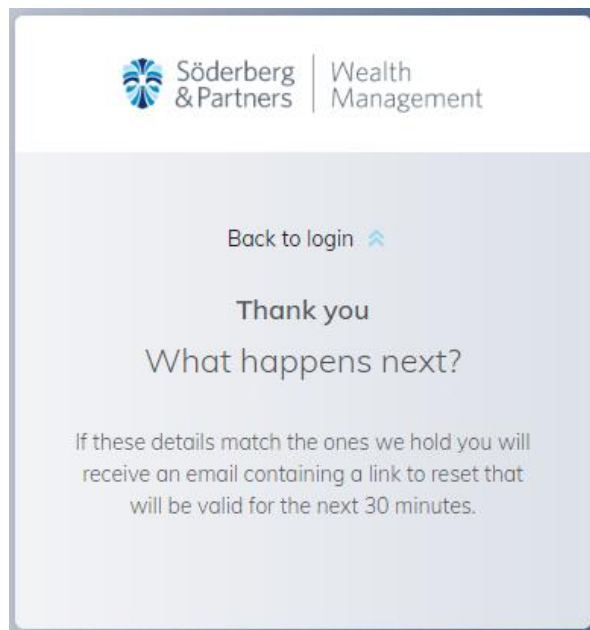 Söderberg & Partners | Wealth Management
Back to login
Thank you
What happens next?
If these details match the ones we hold you will
receive an email containing a link to reset that
will be valid for the next 30 minutes.